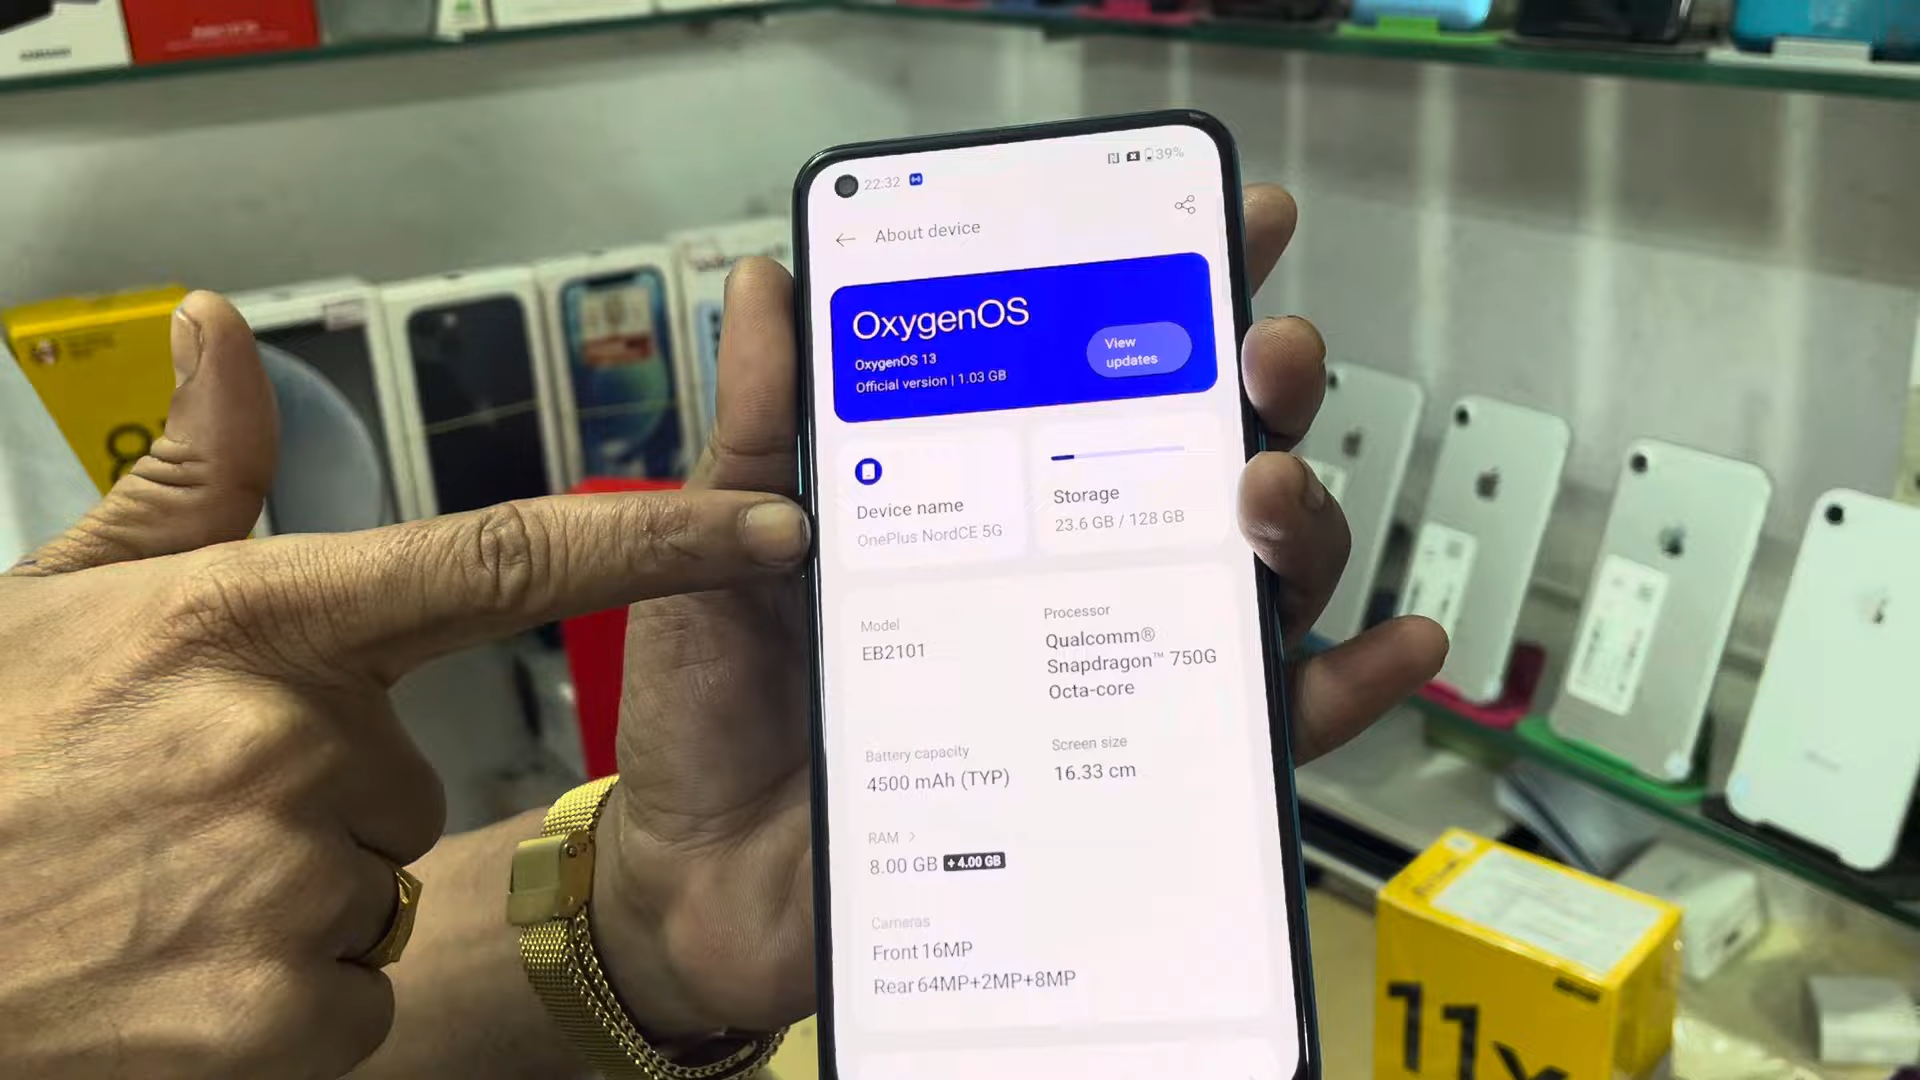 22:32
39%
About device
OxygenOS
OxygenOS 13
Official version | 1.03 GB
View
updates
Device name
OnePlus NordCE 5G
Storage
23.6 GB / 128 GB
Model
EB2101
Processor
Qualcomm®
Snapdragon™ 750G
Octa-core
Battery capacity
4500 mAh (TYP)
Screen size
16.33 cm
RAM >
8.00 GB +4.00 GB
Cameras
Front 16MP
Rear 64MP+2MP+8MP
11x